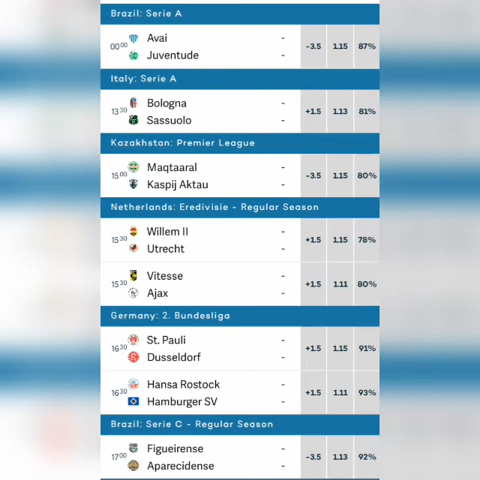 Brazil: Serie A
00 00 Avai -
Juventude -
-3.5 1.15 87%
Italy: Serie A
13 30 Bologna -
Sassuolo -
+1.5 1.13 81%
Kazakhstan: Premier League
15 00 Maqtaaral -
Kaspij Aktau -
-3.5 1.15 80%
Netherlands: Eredivisie - Regular Season
15 30 Willem II -
Utrecht -
+1.5 1.15 78%
15 30 Vitesse -
Ajax -
+1.5 1.11 80%
Germany: 2. Bundesliga
16 30 St. Pauli -
Dusseldorf -
+1.5 1.15 91%
16 30 Hansa Rostock -
Hamburger SV -
+1.5 1.11 93%
Brazil: Serie C - Regular Season
17 00 Figueirense -
Aparecidense -
-3.5 1.13 92%